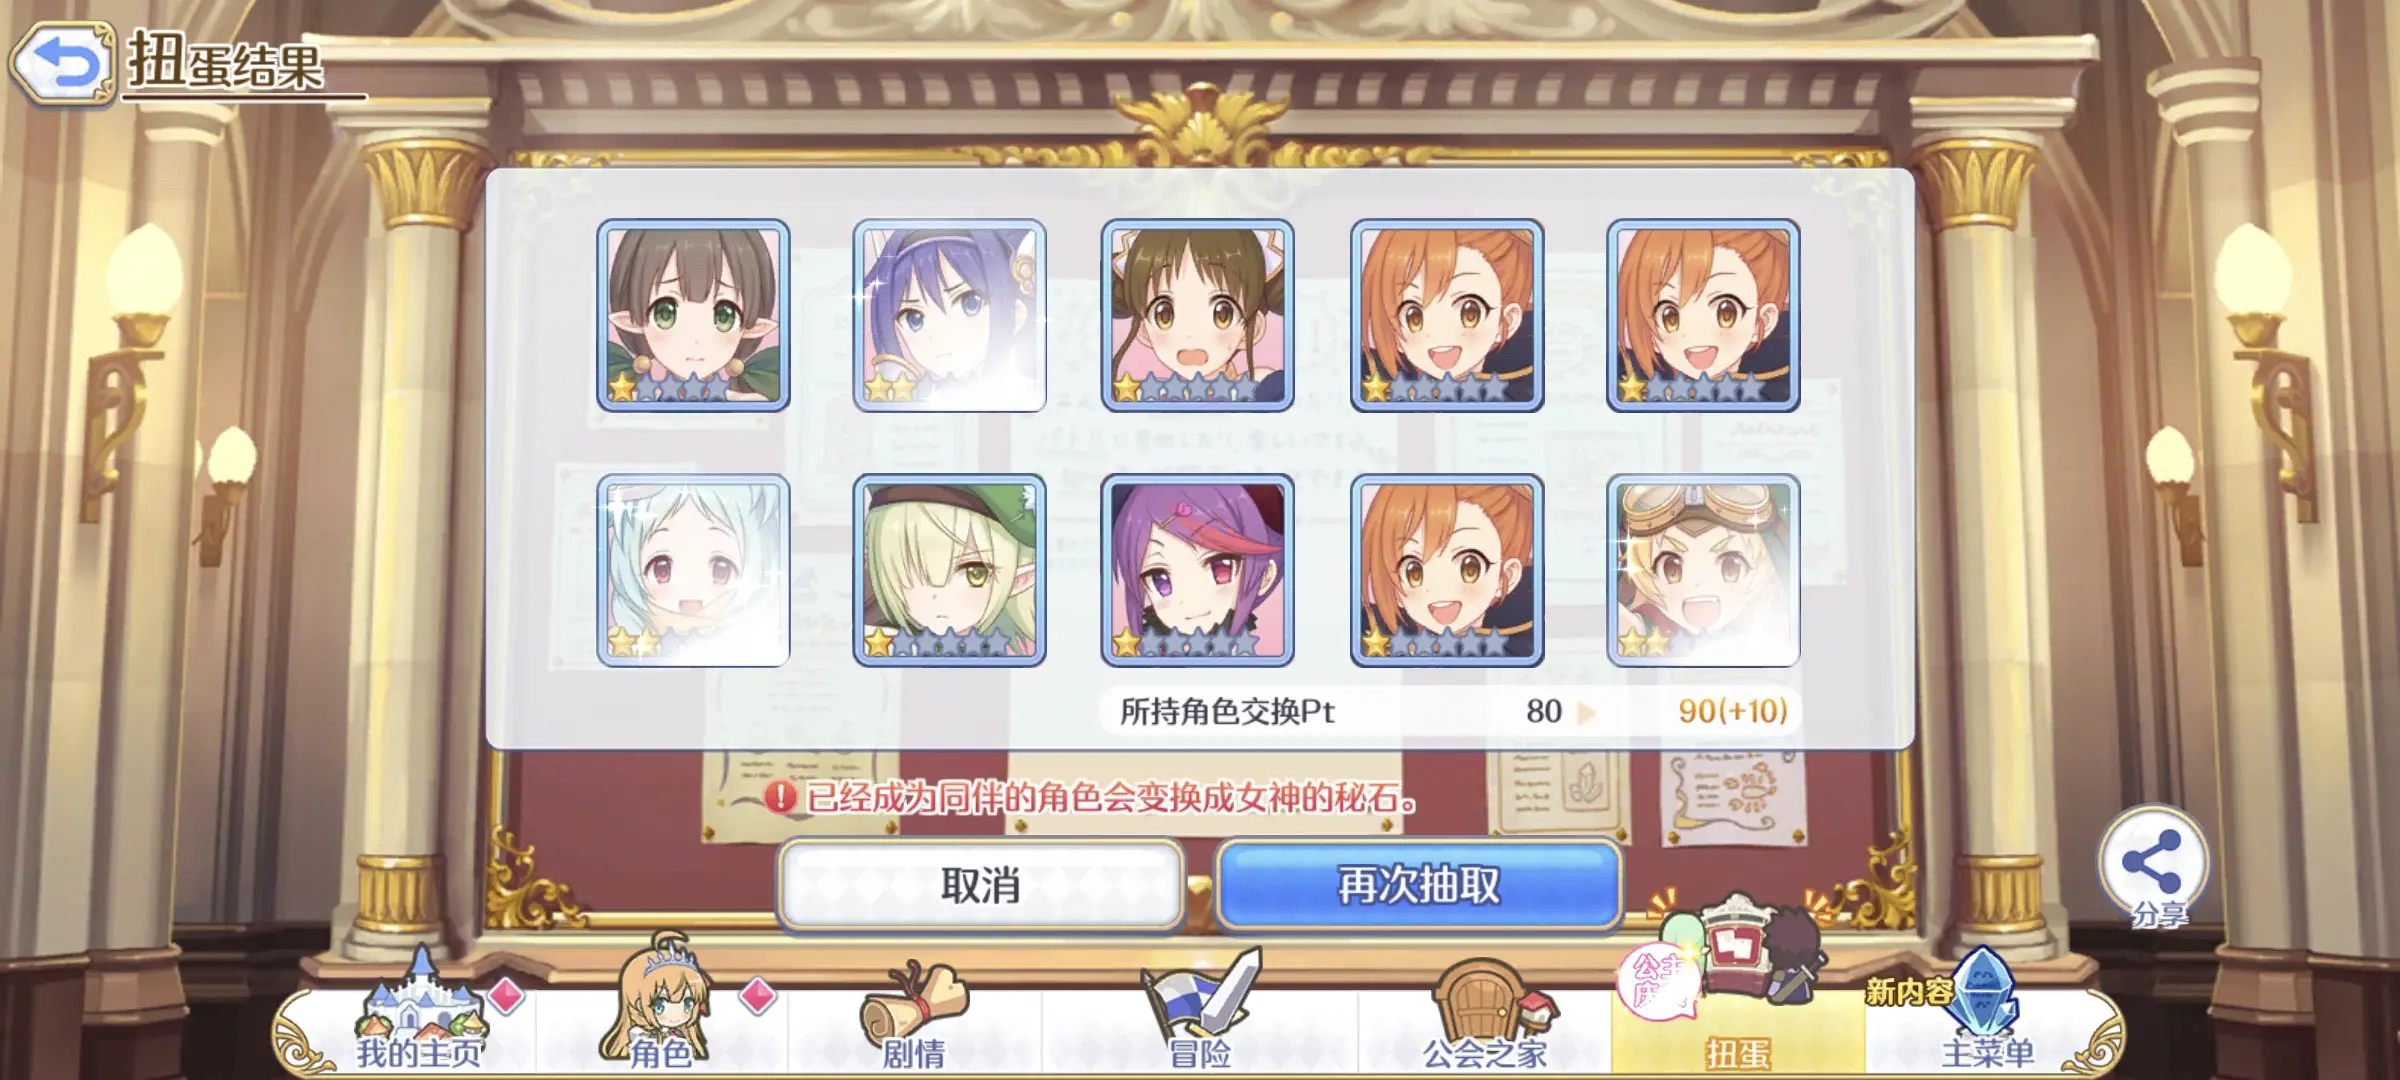 扭蛋结果
所持角色交换Pt 80 90(+10)
已经成为同伴的角色会变换成女神的秘石。
取消
再次抽取
分享
新内容
我的主页
角色
剧情
冒险
公会之家
扭蛋
主菜单